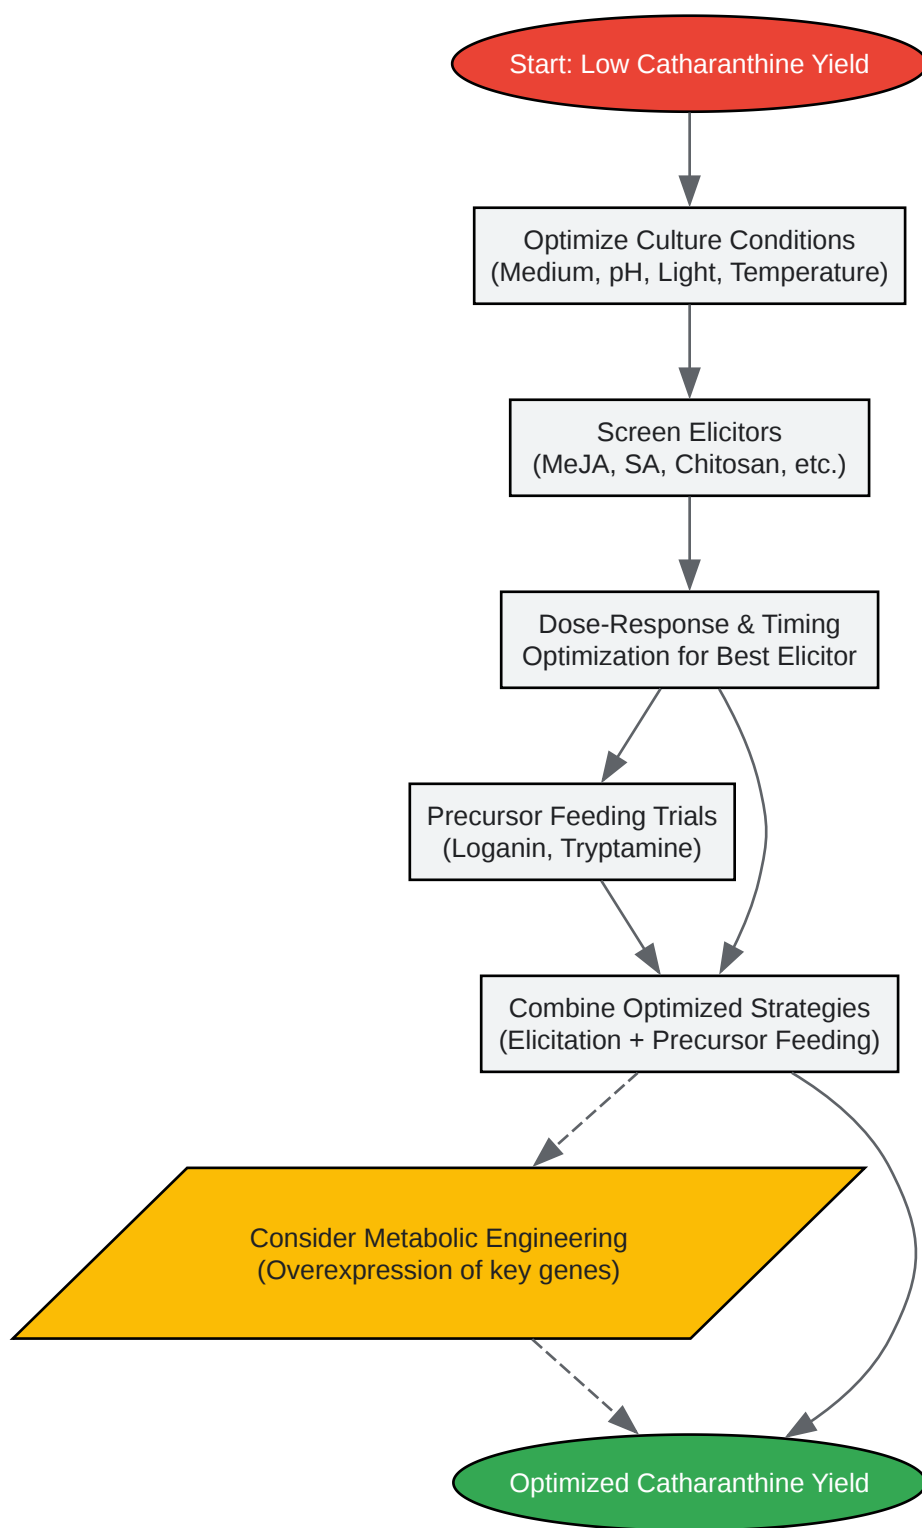 Start: Low Catharanthine Yield
Optimize Culture Conditions
(Medium, pH, Light, Temperature)
Screen Elicitors
(MeJA, SA, Chitosan, etc.)
Dose-Response & Timing
Optimization for Best Elicitor
Precursor Feeding Trials
(Loganin, Tryptamine)
Combine Optimized Strategies
(Elicitation + Precursor Feeding)
Consider Metabolic Engineering
(Overexpression of key genes)
Optimized Catharanthine Yield